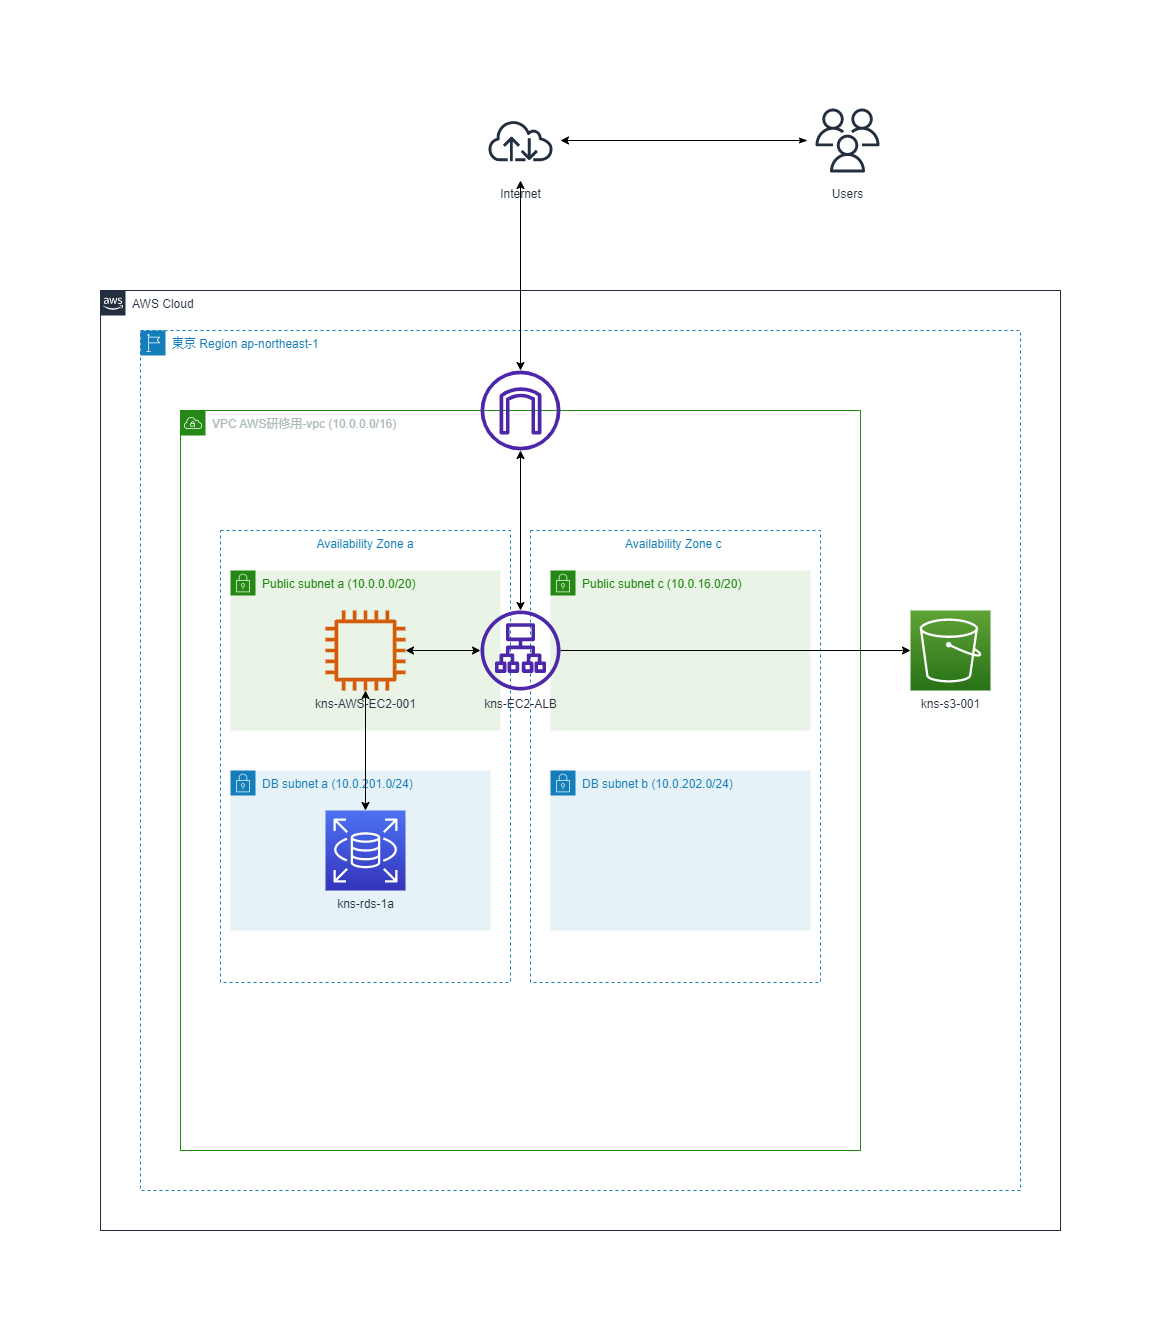 Internet
Users
aws
AWS Cloud
東京 Region ap-northeast-1
VPC AWS研修用-vpc (10.0.0.0/16)
Availability Zone a
Availability Zone c
Public subnet a (10.0.0.0/20)
Public subnet c (10.0.16.0/20)
kns-AWS-EC2-001
kns-EC2-ALB
kns-s3-001
DB subnet a (10.0.201.0/24)
DB subnet b (10.0.202.0/24)
kns-rds-1a